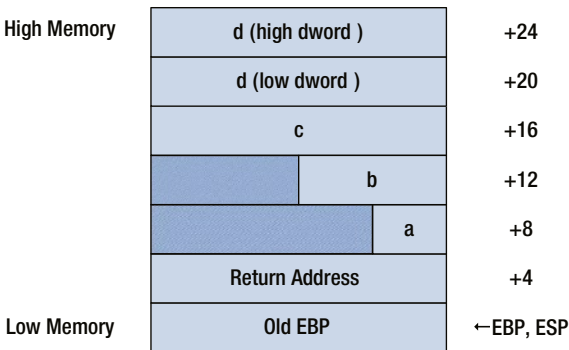 High Memory d (high dword ) +24
d (low dword ) +20
c +16
b +12
a +8
Return Address +4
Low Memory Old EBP ←EBP, ESP